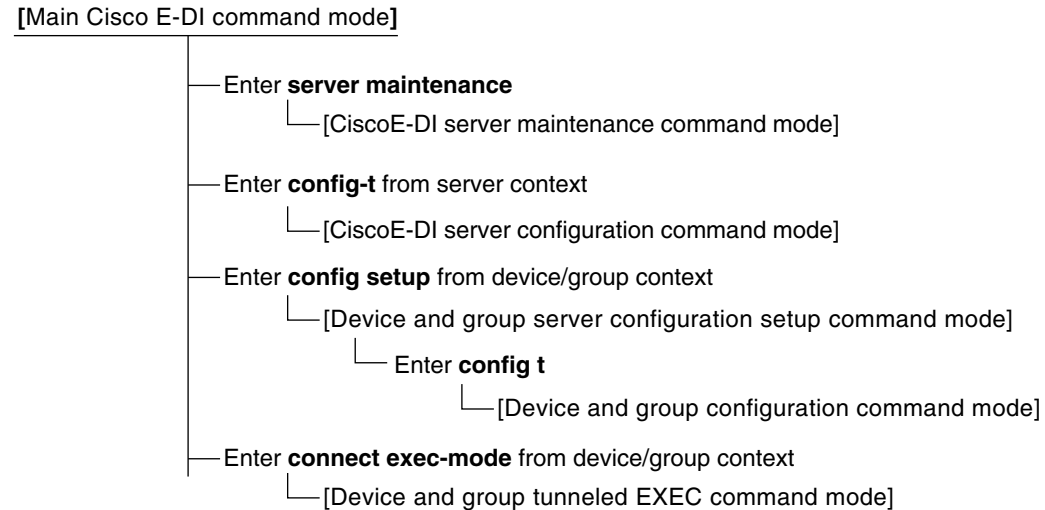 [Main Cisco E-DI command mode]
Enter server maintenance
[CiscoE-DI server maintenance command mode]
Enter config-t from server context
[CiscoE-DI server configuration command mode]
Enter config setup from device/group context
[Device and group server configuration setup command mode]
Enter config t
[Device and group configuration command mode]
Enter connect exec-mode from device/group context
[Device and group tunneled EXEC command mode]